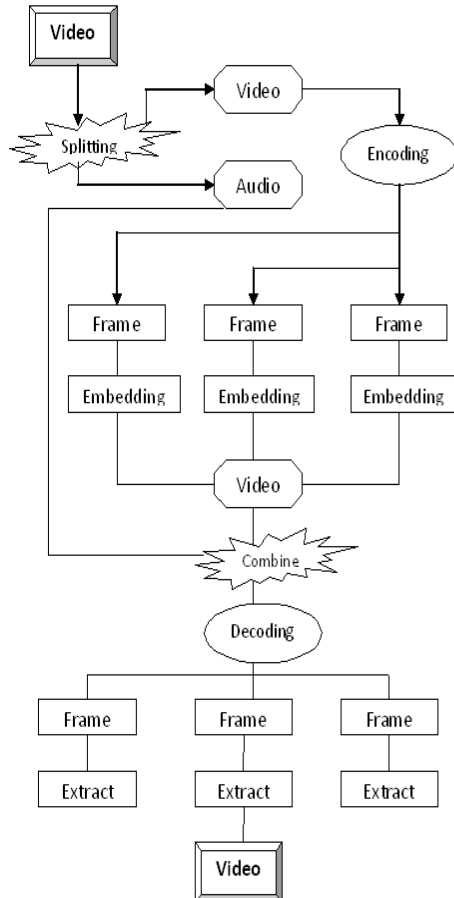 Video
Video
Splitting
Encoding
Audio
Frame
Frame
Frame
Embedding
Embedding
Embedding
Video
Combine
Decoding
Frame
Frame
Frame
Extract
Extract
Extract
Video